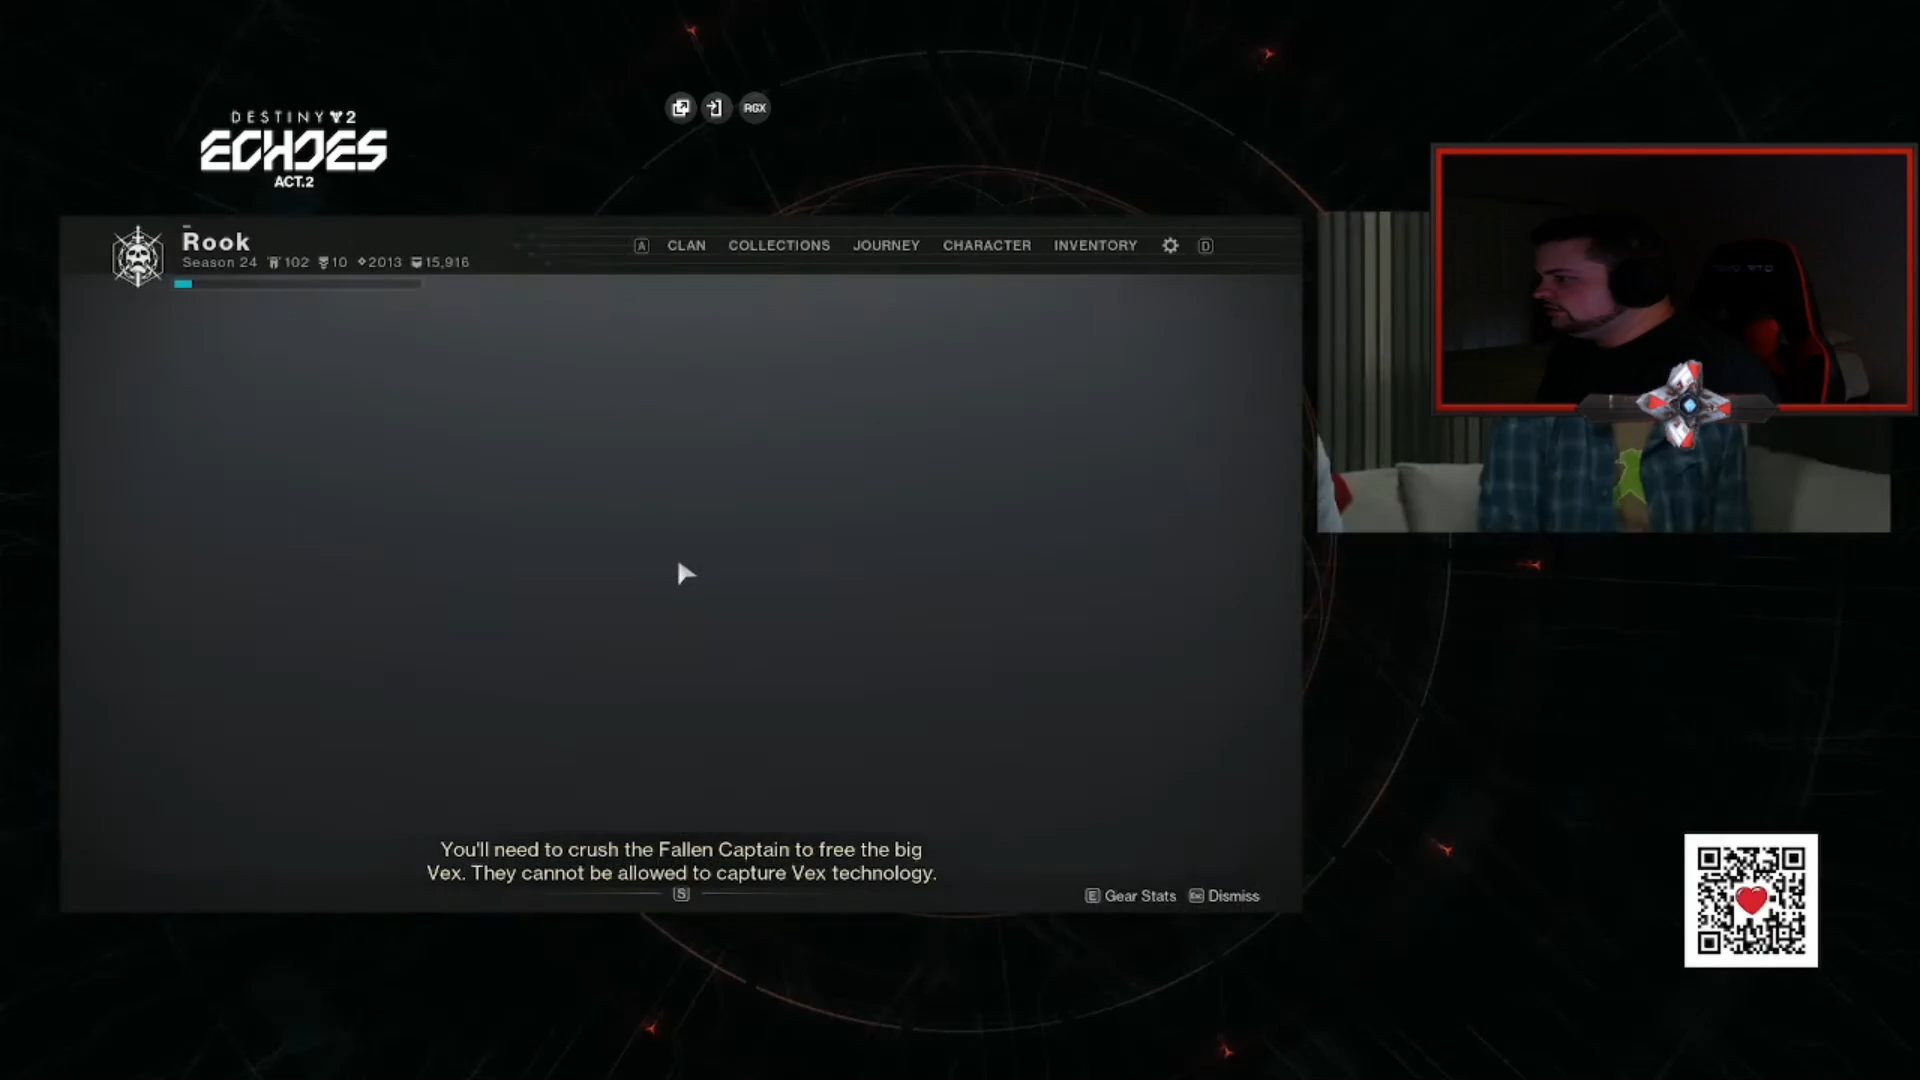 DESTINY 2
ECHOES
ACT.2
RGX
Rook
Season 24 102 10 2013 15,916
A CLAN COLLECTIONS JOURNEY CHARACTER INVENTORY D
You'll need to crush the Fallen Captain to free the big
Vex. They cannot be allowed to capture Vex technology.
S
E Gear Stats Esc Dismiss